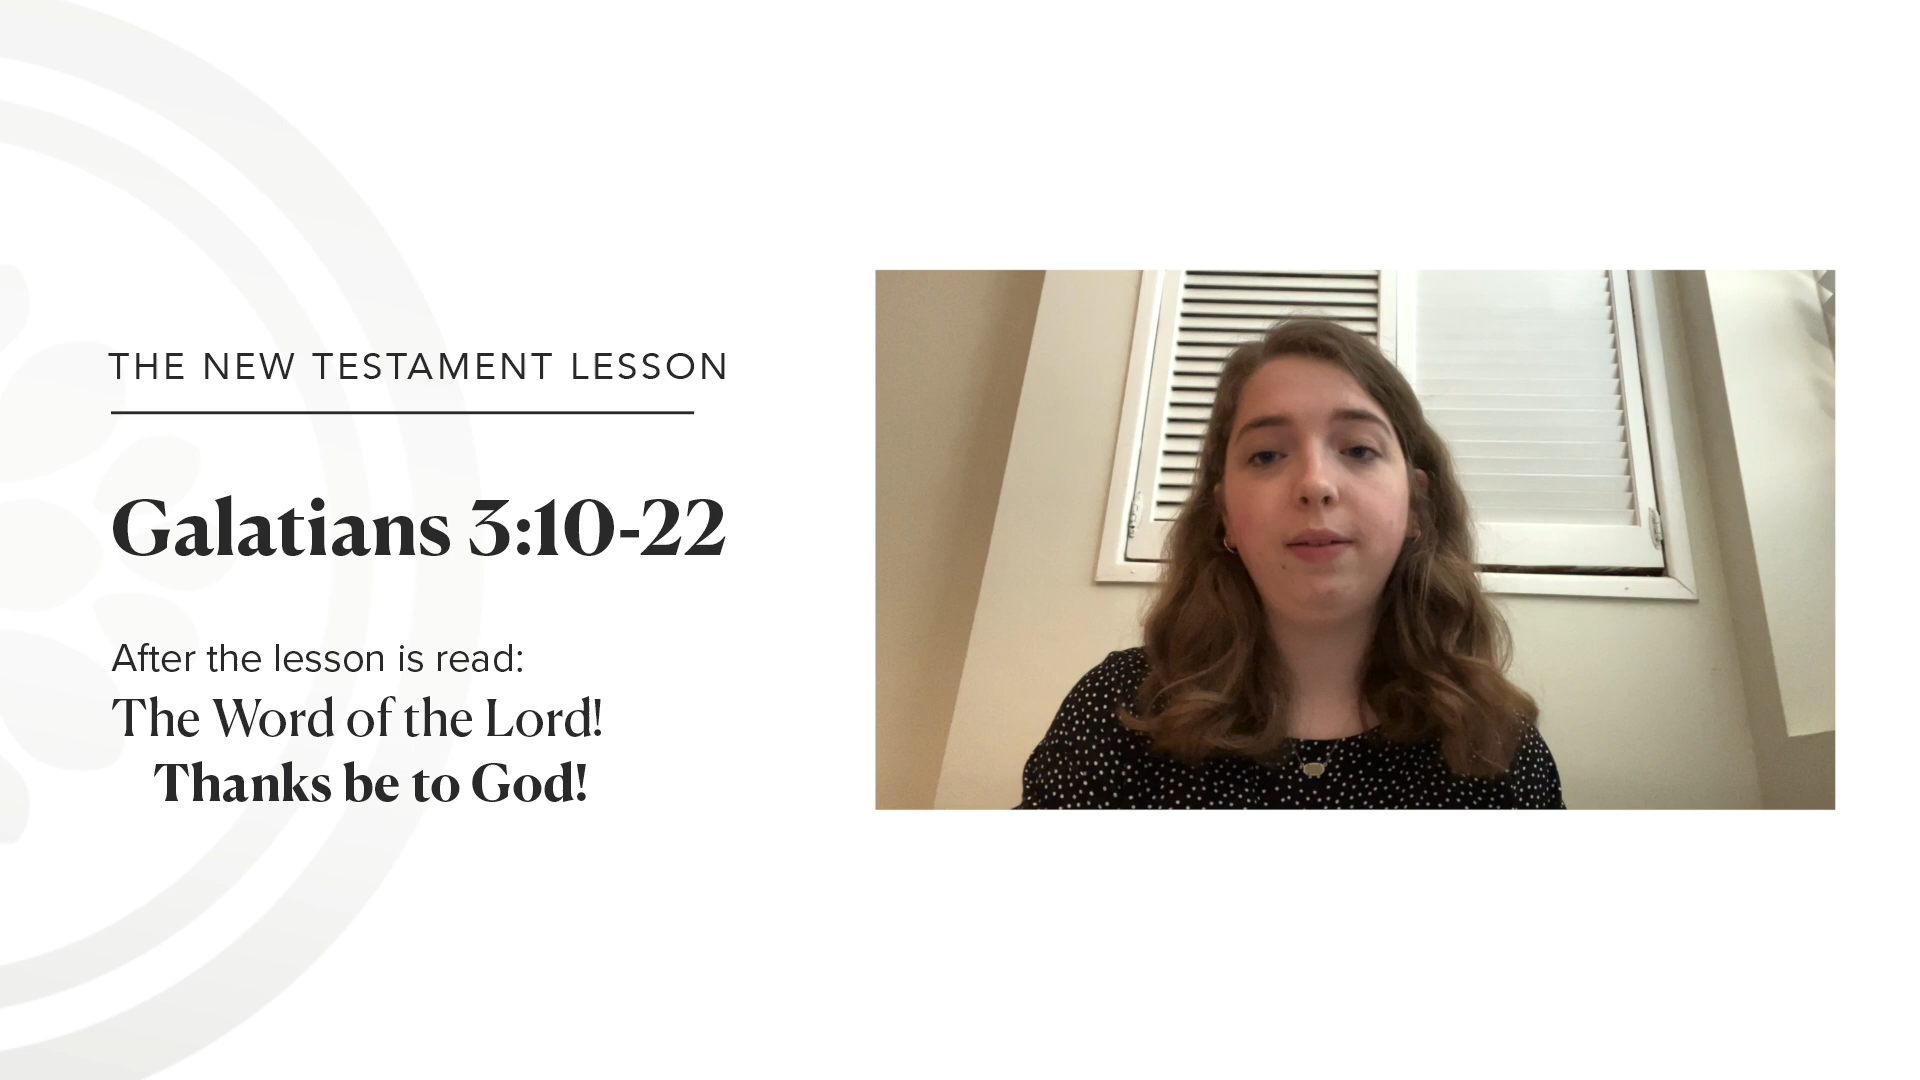 THE NEW TESTAMENT LESSON
Galatians 3:10-22
After the lesson is read:
The Word of the Lord!
Thanks be to God!